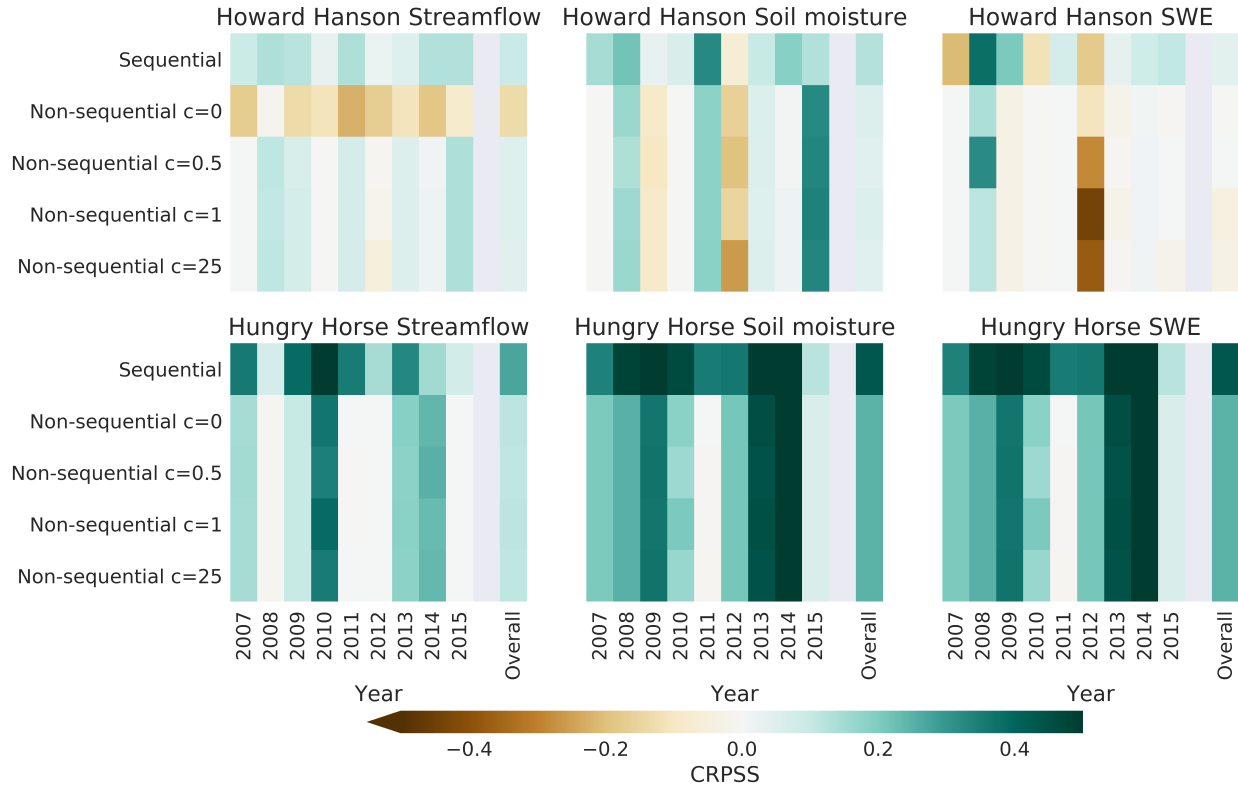 Howard Hanson Streamflow Howard Hanson Soil moisture Howard Hanson SWE
Sequential
Non-sequential c=0
Non-sequential c=0.5
Non-sequential c=1
Non-sequential c=25
Hungry Horse Streamflow Hungry Horse Soil moisture Hungry Horse SWE
Sequential
Non-sequential c=0
Non-sequential c=0.5
Non-sequential c=1
Non-sequential c=25
2007 2008 2009 2010 2011 2012 2013 2014 2015 Overall 2007 2008 2009 2010 2011 2012 2013 2014 2015 Overall 2007 2008 2009 2010 2011 2012 2013 2014 2015 Overall
Year Year Year
−0.4 −0.2 0.0 0.2 0.4
CRPSS